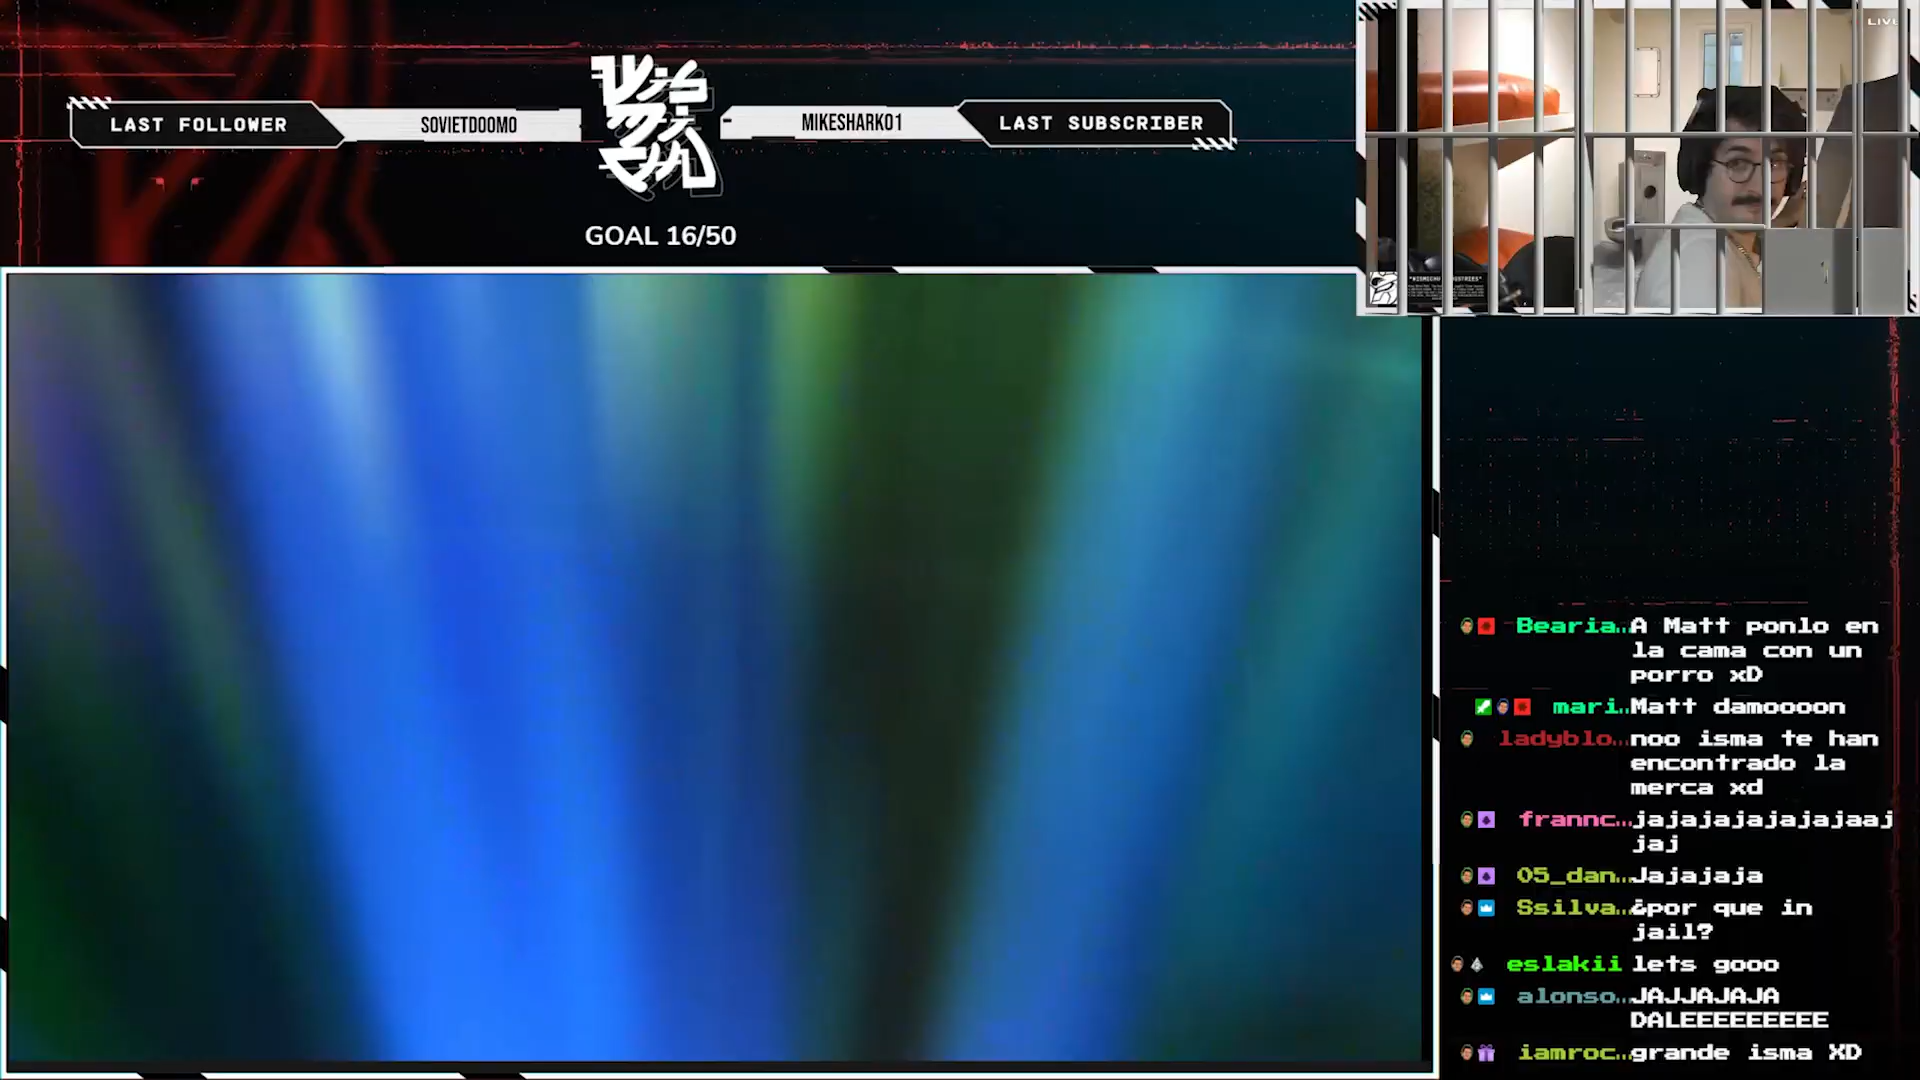 LIVE
LAST FOLLOWER
SOVIETDOOMO
MIKESHARK01
LAST SUBSCRIBER
GOAL 16/50
Bearia...A Matt ponlo en
la cama con un
porro xD
mari...Matt damoooon
ladyblo...noo isma te han
encontrado la
merca xd
frannc...jajajajajajajaaj
jaj
05_dan...Jajajaja
Ssilva...¿por que in
jail?
eslakii lets gooo
alonso...JAJJAJAJA
DALEEEEEEEEE
iamroc...grande isma XD